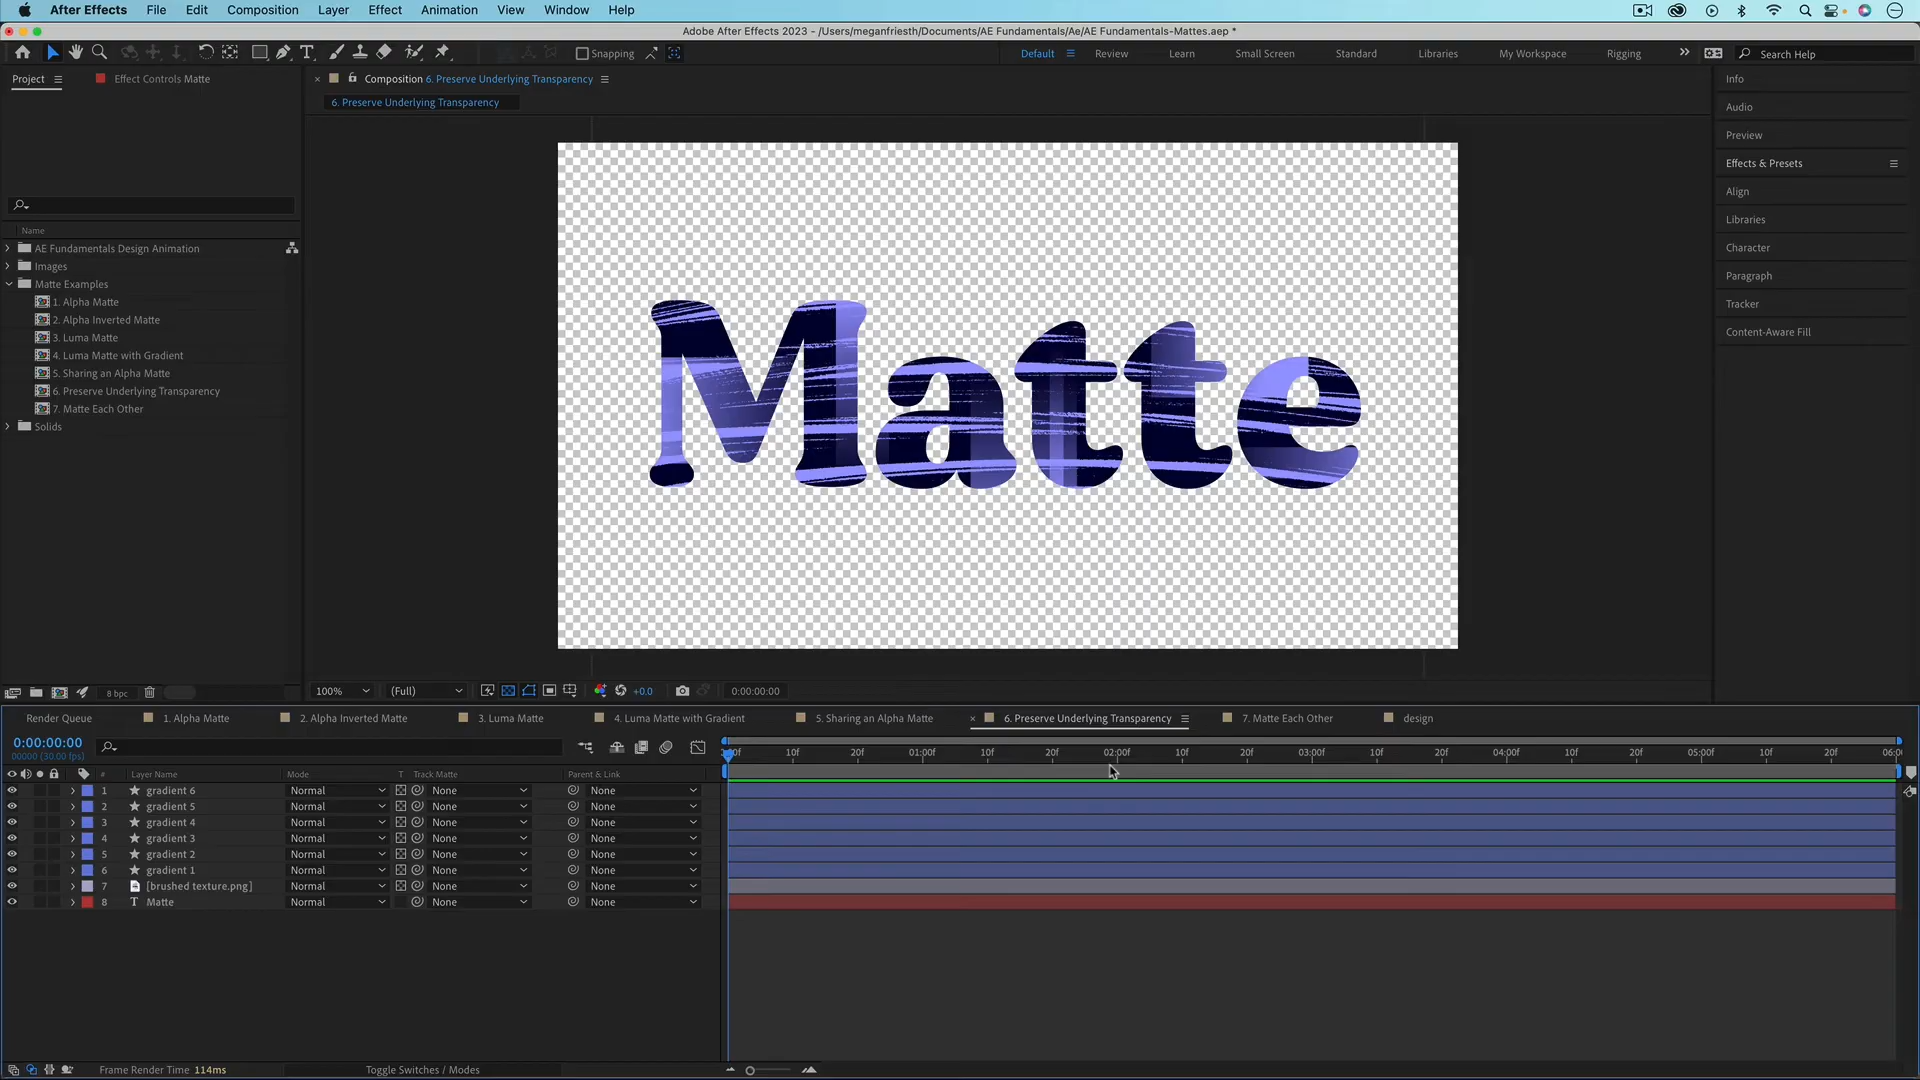 After Effects File Edit Composition Layer Effect Animation View Window Help
Adobe After Effects 2023 - /Users/meganfriesth/Documents/AE Fundamentals/Ae/AE Fundamentals-Mattes.aep *
Snapping Default Review Learn Small Screen Standard Libraries My Workspace Rigging Search Help
Project Effect Controls Matte Composition 6. Preserve Underlying Transparency Info
6. Preserve Underlying Transparency
Audio
Preview
Effects & Presets
Align
Libraries
Character
Paragraph
Tracker
Content-Aware Fill
Name
AE Fundamentals Design Animation
Images
Matte Examples
1. Alpha Matte
2. Alpha Inverted Matte
3. Luma Matte
4. Luma Matte with Gradient
5. Sharing an Alpha Matte
6. Preserve Underlying Transparency
7. Matte Each Other
Solids
Matte
8 bpc 100% (Full) +0.0 0:00:00:00
Render Queue 1. Alpha Matte 2. Alpha Inverted Matte 3. Luma Matte 4. Luma Matte with Gradient 5. Sharing an Alpha Matte × 6. Preserve Underlying Transparency 7. Matte Each Other design
0:00:00:00
00000 (30.00 fps)
10f 20f 01:00f 10f 20f 02:00f 10f 20f 03:00f 10f 20f 04:00f 10f 20f 05:00f 10f 20f 06:0
# Layer Name Mode T Track Matte Parent & Link
1 gradient 6 Normal None None
2 gradient 5 Normal None None
3 gradient 4 Normal None None
4 gradient 3 Normal None None
5 gradient 2 Normal None None
6 gradient 1 Normal None None
7 [brushed texture.png] Normal None None
8 T Matte Normal None None
Frame Render Time 114ms Toggle Switches / Modes